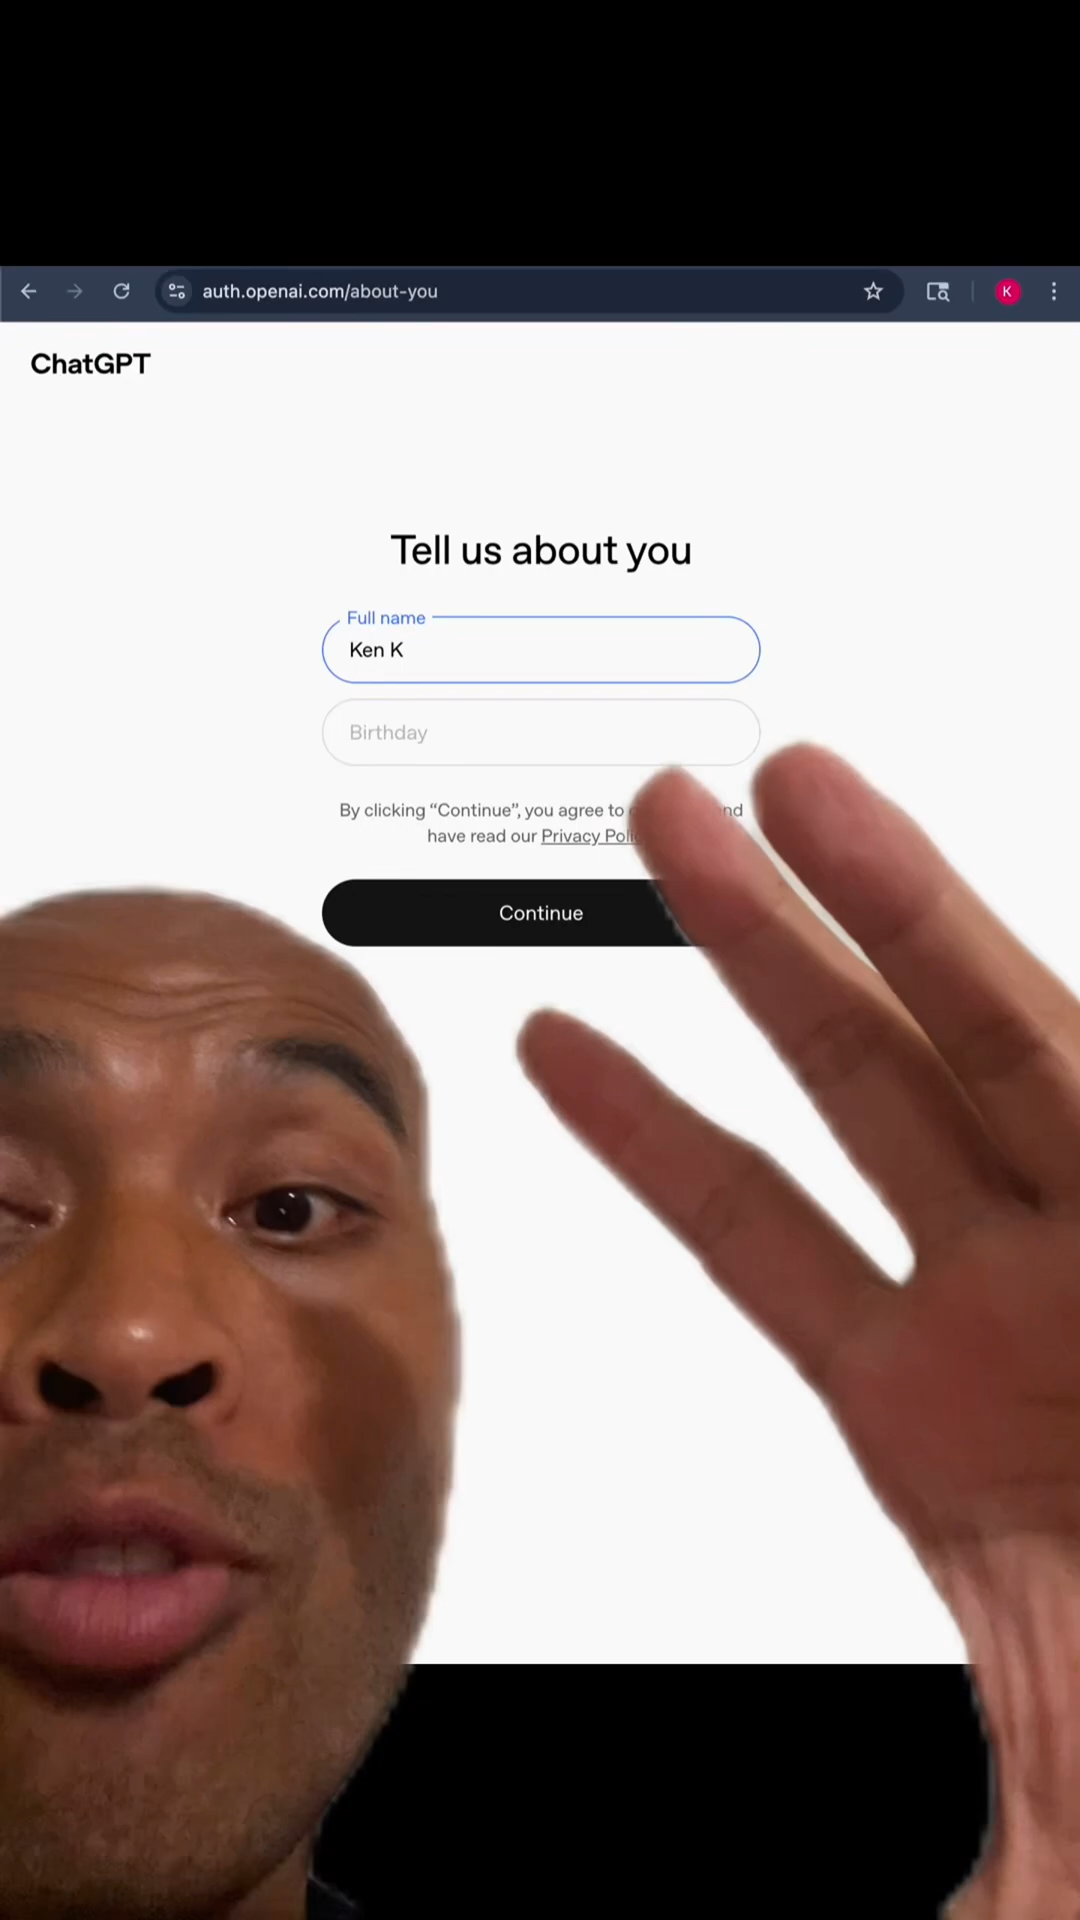 auth.openai.com/about-you
K
ChatGPT
Tell us about you
Full name
Ken K
Birthday
By clicking “Continue”, you agree to
have read our Privacy
Continue